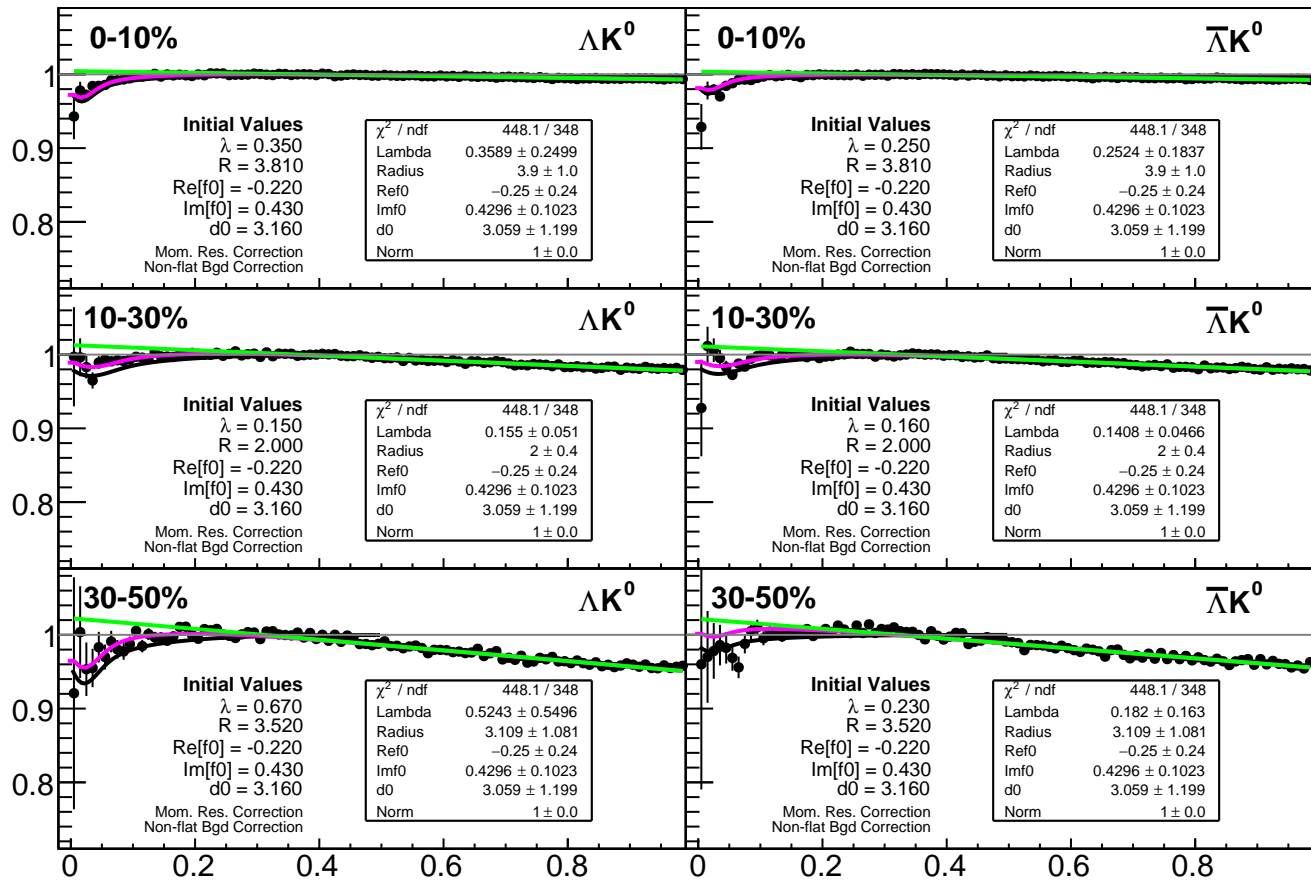 0-10%
ΛK⁰
Initial Values
λ = 0.350
R = 3.810
Re[f0] = -0.220
Im[f0] = 0.430
d0 = 3.160
Mom. Res. Correction
Non-flat Bgd Correction
χ² / ndf 448.1 / 348
Lambda 0.3589 ± 0.2499
Radius 3.9 ± 1.0
Ref0 −0.25 ± 0.24
Imf0 0.4296 ± 0.1023
d0 3.059 ± 1.199
Norm 1 ± 0.0
1
0.9
0.8
0-10%
Λ̅K⁰
Initial Values
λ = 0.250
R = 3.810
Re[f0] = -0.220
Im[f0] = 0.430
d0 = 3.160
Mom. Res. Correction
Non-flat Bgd Correction
χ² / ndf 448.1 / 348
Lambda 0.2524 ± 0.1837
Radius 3.9 ± 1.0
Ref0 −0.25 ± 0.24
Imf0 0.4296 ± 0.1023
d0 3.059 ± 1.199
Norm 1 ± 0.0
10-30%
ΛK⁰
Initial Values
λ = 0.150
R = 2.000
Re[f0] = -0.220
Im[f0] = 0.430
d0 = 3.160
Mom. Res. Correction
Non-flat Bgd Correction
χ² / ndf 448.1 / 348
Lambda 0.155 ± 0.051
Radius 2 ± 0.4
Ref0 −0.25 ± 0.24
Imf0 0.4296 ± 0.1023
d0 3.059 ± 1.199
Norm 1 ± 0.0
1
0.9
0.8
10-30%
Λ̅K⁰
Initial Values
λ = 0.160
R = 2.000
Re[f0] = -0.220
Im[f0] = 0.430
d0 = 3.160
Mom. Res. Correction
Non-flat Bgd Correction
χ² / ndf 448.1 / 348
Lambda 0.1408 ± 0.0466
Radius 2 ± 0.4
Ref0 −0.25 ± 0.24
Imf0 0.4296 ± 0.1023
d0 3.059 ± 1.199
Norm 1 ± 0.0
30-50%
ΛK⁰
Initial Values
λ = 0.670
R = 3.520
Re[f0] = -0.220
Im[f0] = 0.430
d0 = 3.160
Mom. Res. Correction
Non-flat Bgd Correction
χ² / ndf 448.1 / 348
Lambda 0.5243 ± 0.5496
Radius 3.109 ± 1.081
Ref0 −0.25 ± 0.24
Imf0 0.4296 ± 0.1023
d0 3.059 ± 1.199
Norm 1 ± 0.0
1
0.9
0.8
30-50%
Λ̅K⁰
Initial Values
λ = 0.230
R = 3.520
Re[f0] = -0.220
Im[f0] = 0.430
d0 = 3.160
Mom. Res. Correction
Non-flat Bgd Correction
χ² / ndf 448.1 / 348
Lambda 0.182 ± 0.163
Radius 3.109 ± 1.081
Ref0 −0.25 ± 0.24
Imf0 0.4296 ± 0.1023
d0 3.059 ± 1.199
Norm 1 ± 0.0
0 0.2 0.4 0.6 0.8
0 0.2 0.4 0.6 0.8